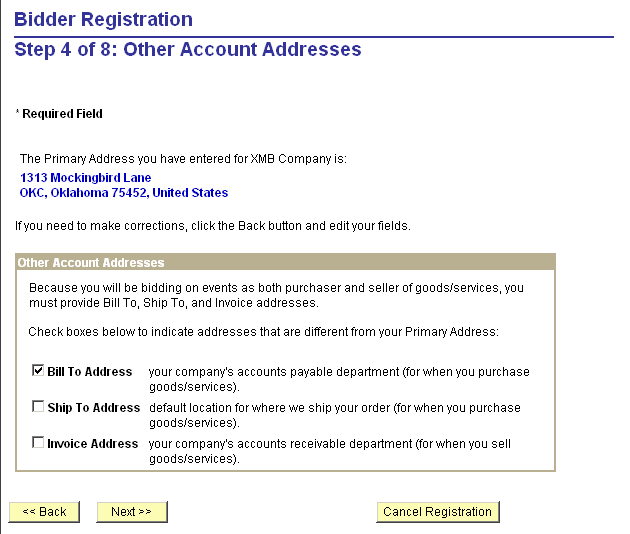 Bidder Registration
Step 4 of 8: Other Account Addresses
* Required Field
The Primary Address you have entered for XMB Company is:
1313 Mockingbird Lane
OKC, Oklahoma 75452, United States
If you need to make corrections, click the Back button and edit your fields.
Other Account Addresses
Because you will be bidding on events as both purchaser and seller of goods/services, you
must provide Bill To, Ship To, and Invoice addresses.
Check boxes below to indicate addresses that are different from your Primary Address:
Bill To Address your company's accounts payable department (for when you purchase
goods/services).
Ship To Address default location for where we ship your order (for when you purchase
goods/services).
Invoice Address your company's accounts receivable department (for when you sell
goods/services).
<< Back Next >> Cancel Registration